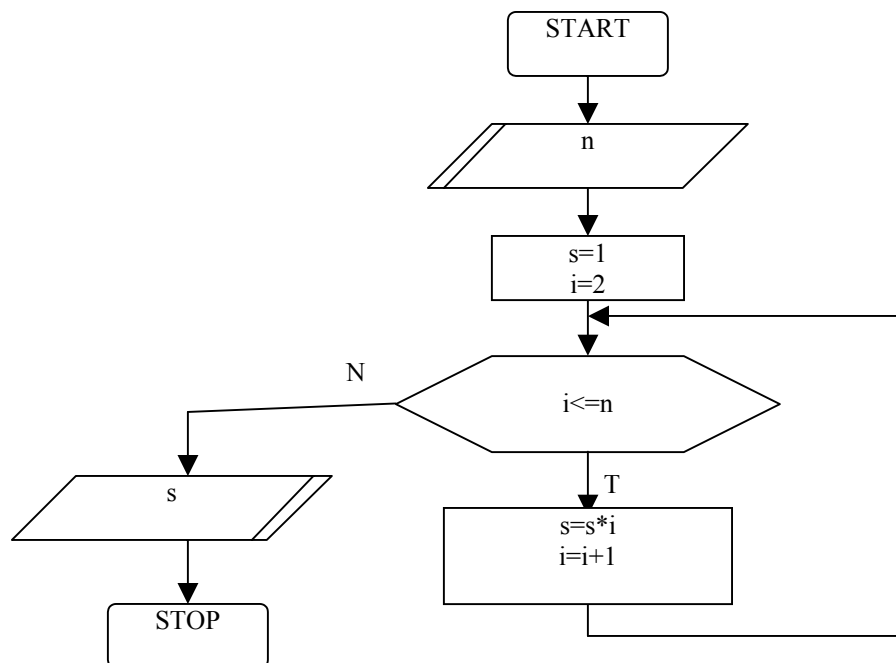 START
n
s=1
i=2
N
i<=n
T
s
s=s*i
i=i+1
STOP